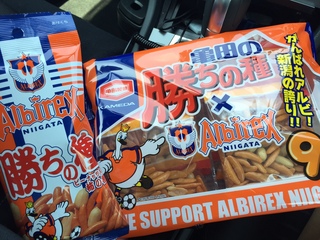 Albirex
NIIGATA
勝ちの種
KAMEDA
亀田の
勝ちの種
×
Albirex
NIIGATA
がんばれアルビ!
新潟の誇り!!
9
WE SUPPORT ALBIREX NIIG